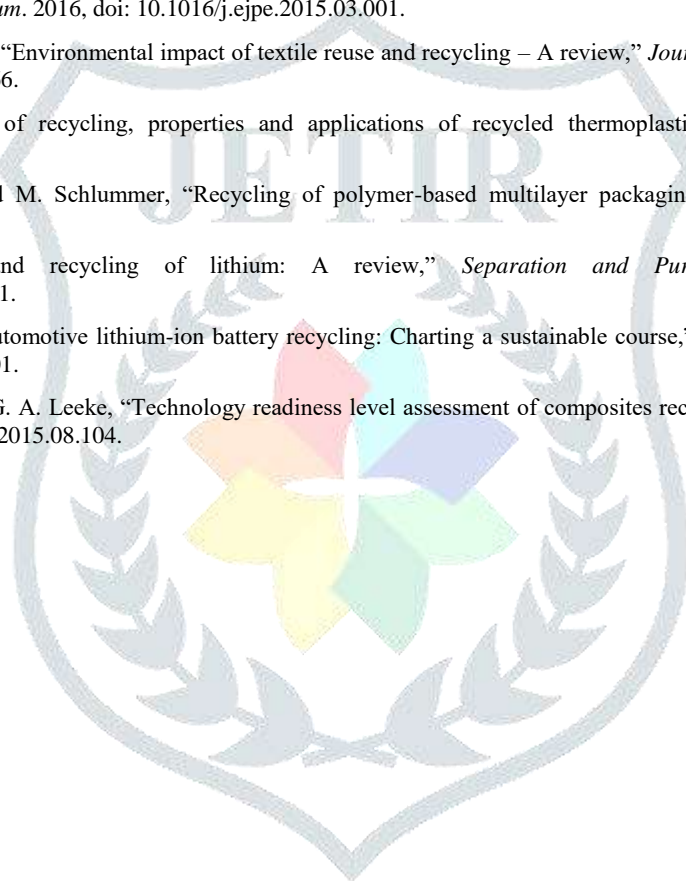 um. 2016, doi: 10.1016/j.ejpe.2015.03.001.
“Environmental impact of textile reuse and recycling – A review,” Jour
6.
of recycling, properties and applications of recycled thermoplasti
d M. Schlummer, “Recycling of polymer-based multilayer packagin
nd recycling of lithium: A review,” Separation and Pur
1.
utomotive lithium-ion battery recycling: Charting a sustainable course,”
01.
G. A. Leeke, “Technology readiness level assessment of composites rec
2015.08.104.
JETIR